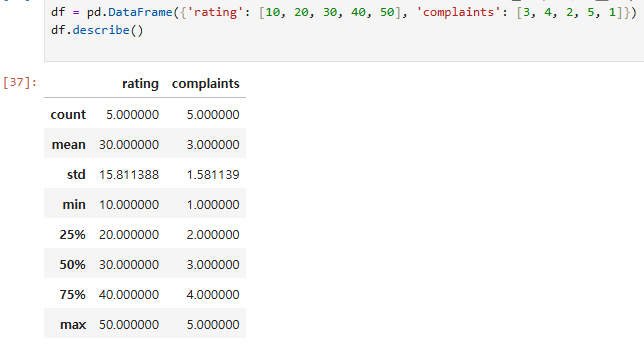 df = pd.DataFrame({'rating': [10, 20, 30, 40, 50], 'complaints': [3, 4, 2, 5, 1]})
df.describe()
[37]:
rating complaints
count 5.000000 5.000000
mean 30.000000 3.000000
std 15.811388 1.581139
min 10.000000 1.000000
25% 20.000000 2.000000
50% 30.000000 3.000000
75% 40.000000 4.000000
max 50.000000 5.000000